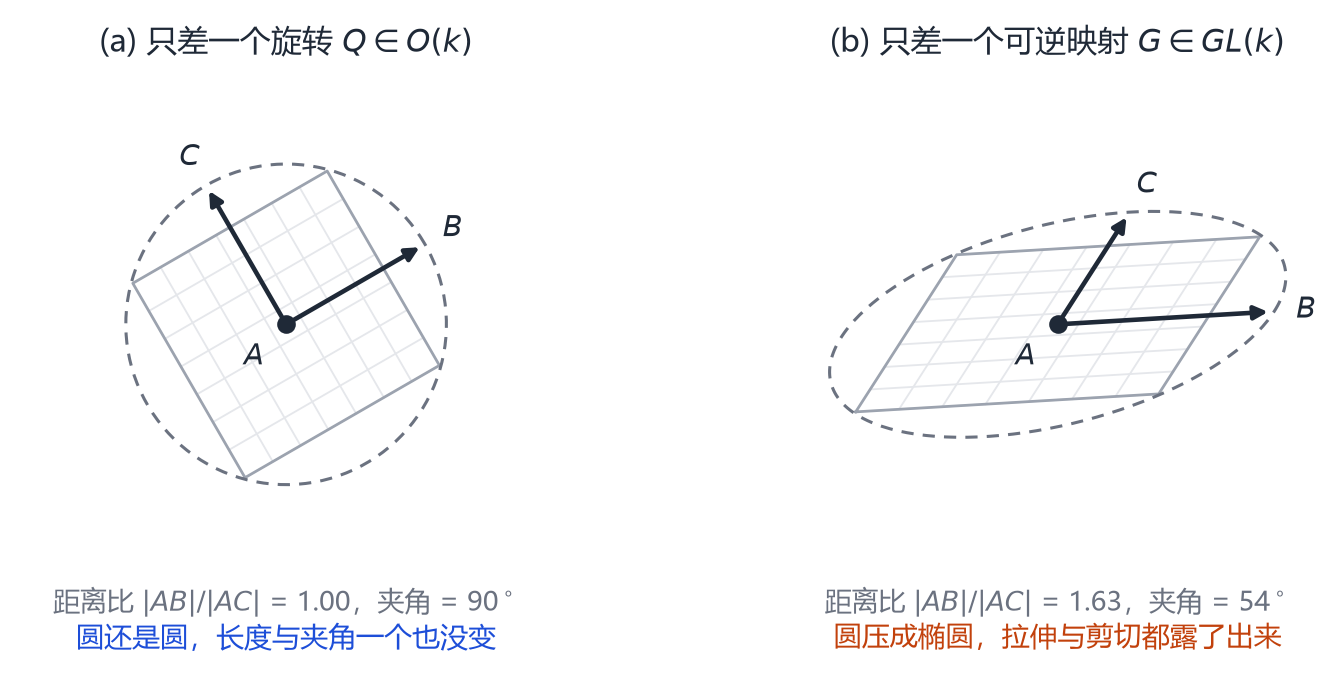 (a) 只差一个旋转 Q ∈ O(k)
(b) 只差一个可逆映射 G ∈ GL(k)
C
B
A
C
B
A
距离比 |AB|/|AC| = 1.00，夹角 = 90°
圆还是圆，长度与夹角一个也没变
距离比 |AB|/|AC| = 1.63，夹角 = 54°
圆压成椭圆，拉伸与剪切都露了出来